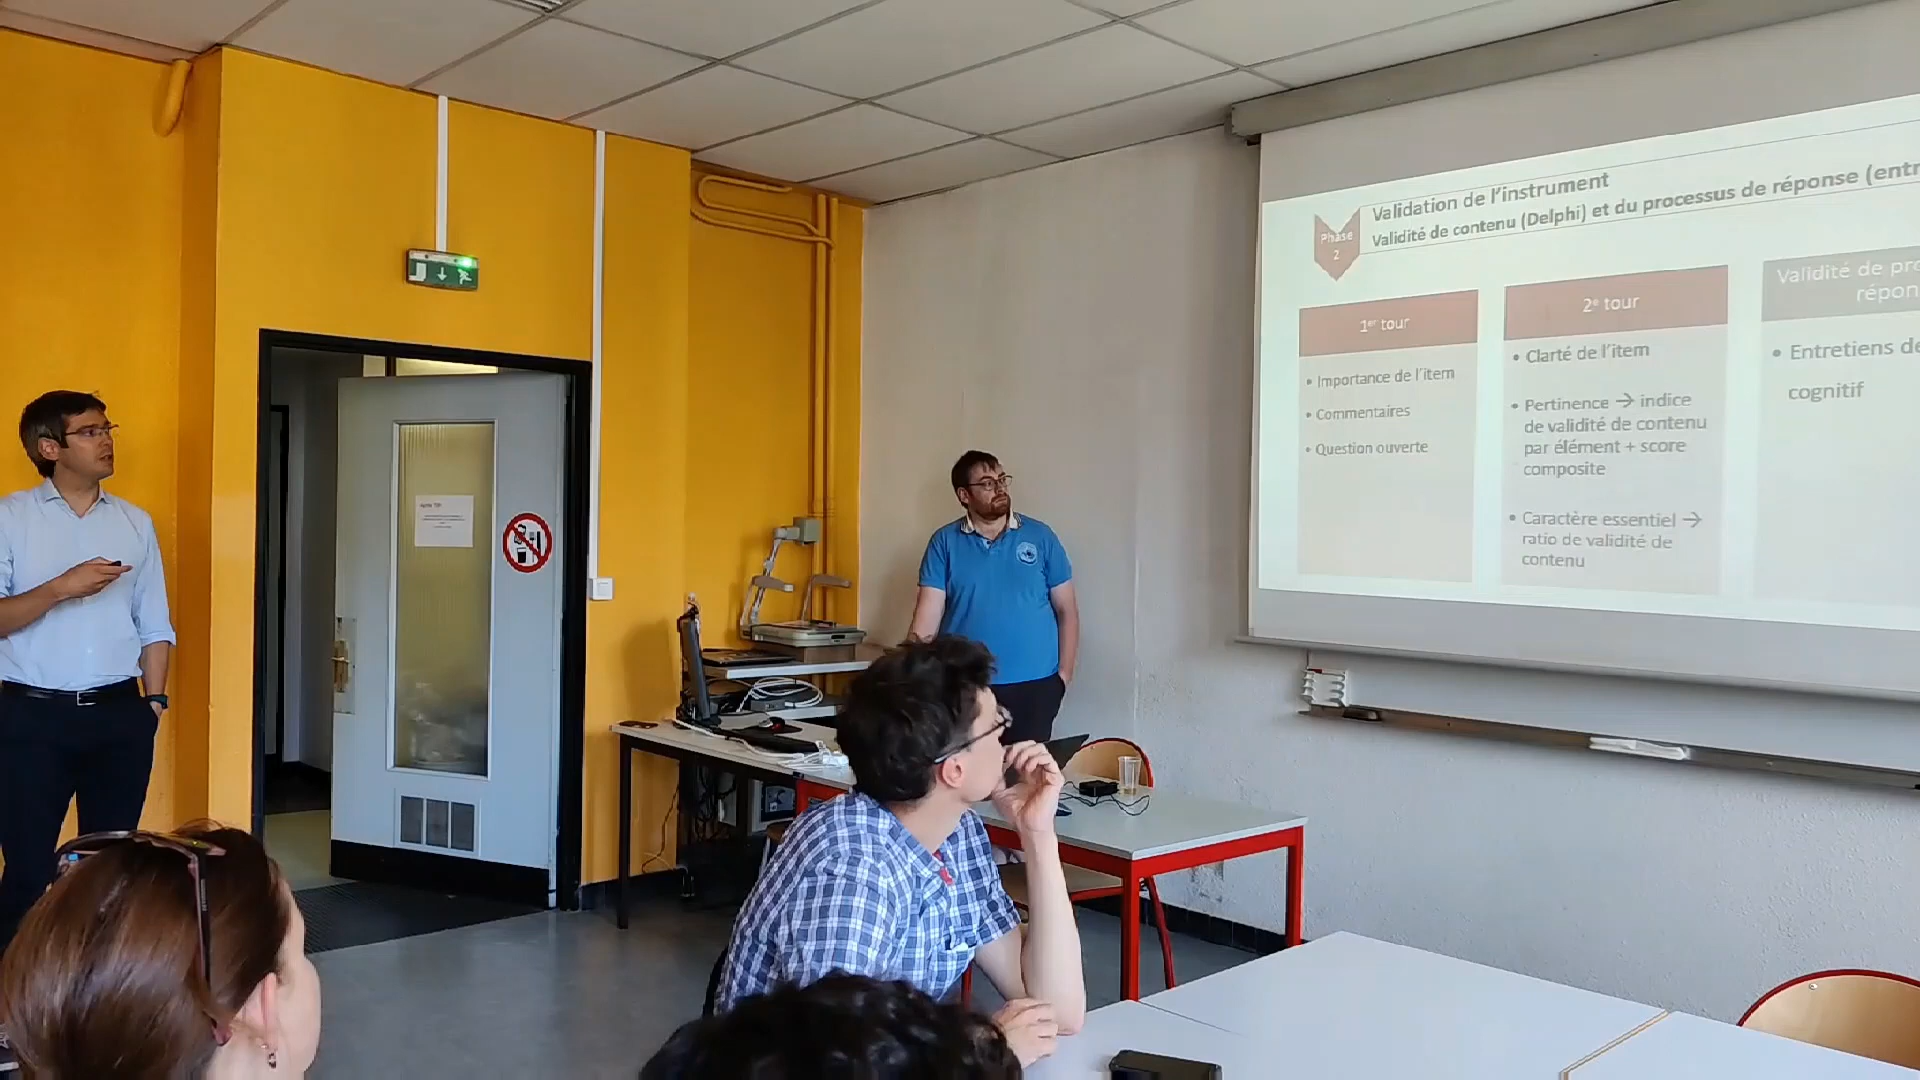 Validation de l'instrument
Validité de contenu (Delphi) et du processus de réponse (entr
Phase
2
1er tour
• Importance de l'item
• Commentaires
• Question ouverte
2e tour
• Clarté de l'item
• Pertinence → indice
de validité de contenu
par élément + score
composite
• Caractère essentiel →
ratio de validité de
contenu
Validité de pro
répon
• Entretiens de
cognitif